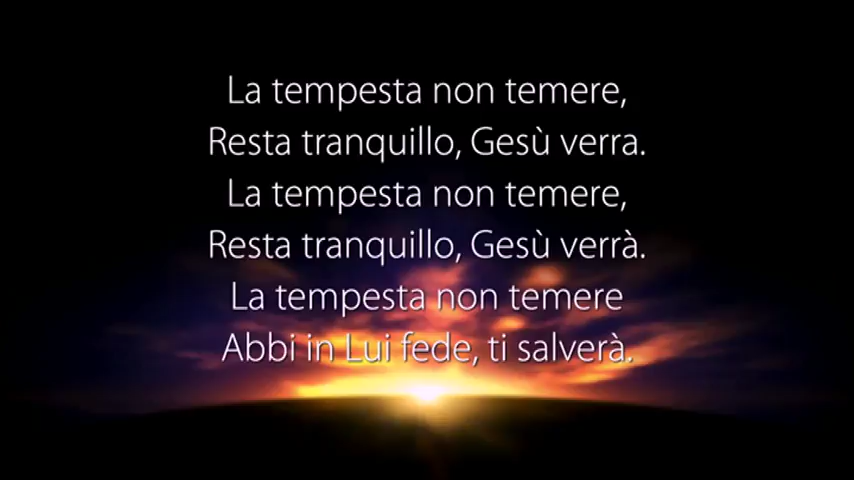 La tempesta non temere,
Resta tranquillo, Gesù verra.
La tempesta non temere,
Resta tranquillo, Gesù verrà.
La tempesta non temere
Abbi in Lui fede, ti salverà.